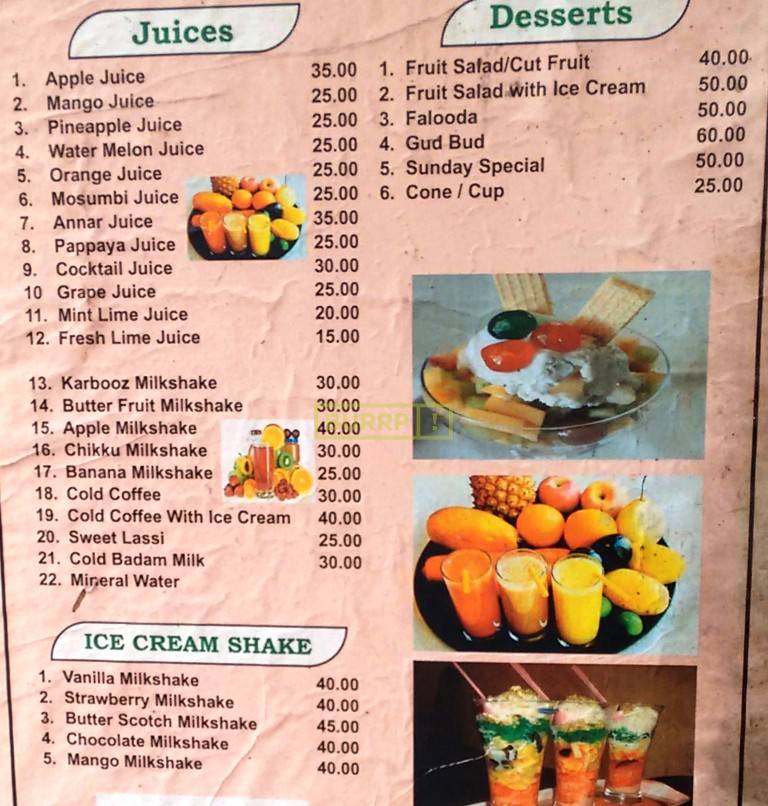 Juices
1. Apple Juice 35.00
2. Mango Juice 25.00
3. Pineapple Juice 25.00
4. Water Melon Juice 25.00
5. Orange Juice 25.00
6. Mosumbi Juice 25.00
7. Annar Juice 35.00
8. Pappaya Juice 25.00
9. Cocktail Juice 30.00
10 Grape Juice 25.00
11. Mint Lime Juice 20.00
12. Fresh Lime Juice 15.00
13. Karbooz Milkshake 30.00
14. Butter Fruit Milkshake 30.00
15. Apple Milkshake 40.00
16. Chikku Milkshake 30.00
17. Banana Milkshake 25.00
18. Cold Coffee 30.00
19. Cold Coffee With Ice Cream 40.00
20. Sweet Lassi 25.00
21. Cold Badam Milk 30.00
22. Mineral Water
ICE CREAM SHAKE
1. Vanilla Milkshake 40.00
2. Strawberry Milkshake 40.00
3. Butter Scotch Milkshake 45.00
4. Chocolate Milkshake 40.00
5. Mango Milkshake 40.00
Desserts
1. Fruit Salad/Cut Fruit 40.00
2. Fruit Salad with Ice Cream 50.00
3. Falooda 50.00
4. Gud Bud 60.00
5. Sunday Special 50.00
6. Cone / Cup 25.00
BURRP!